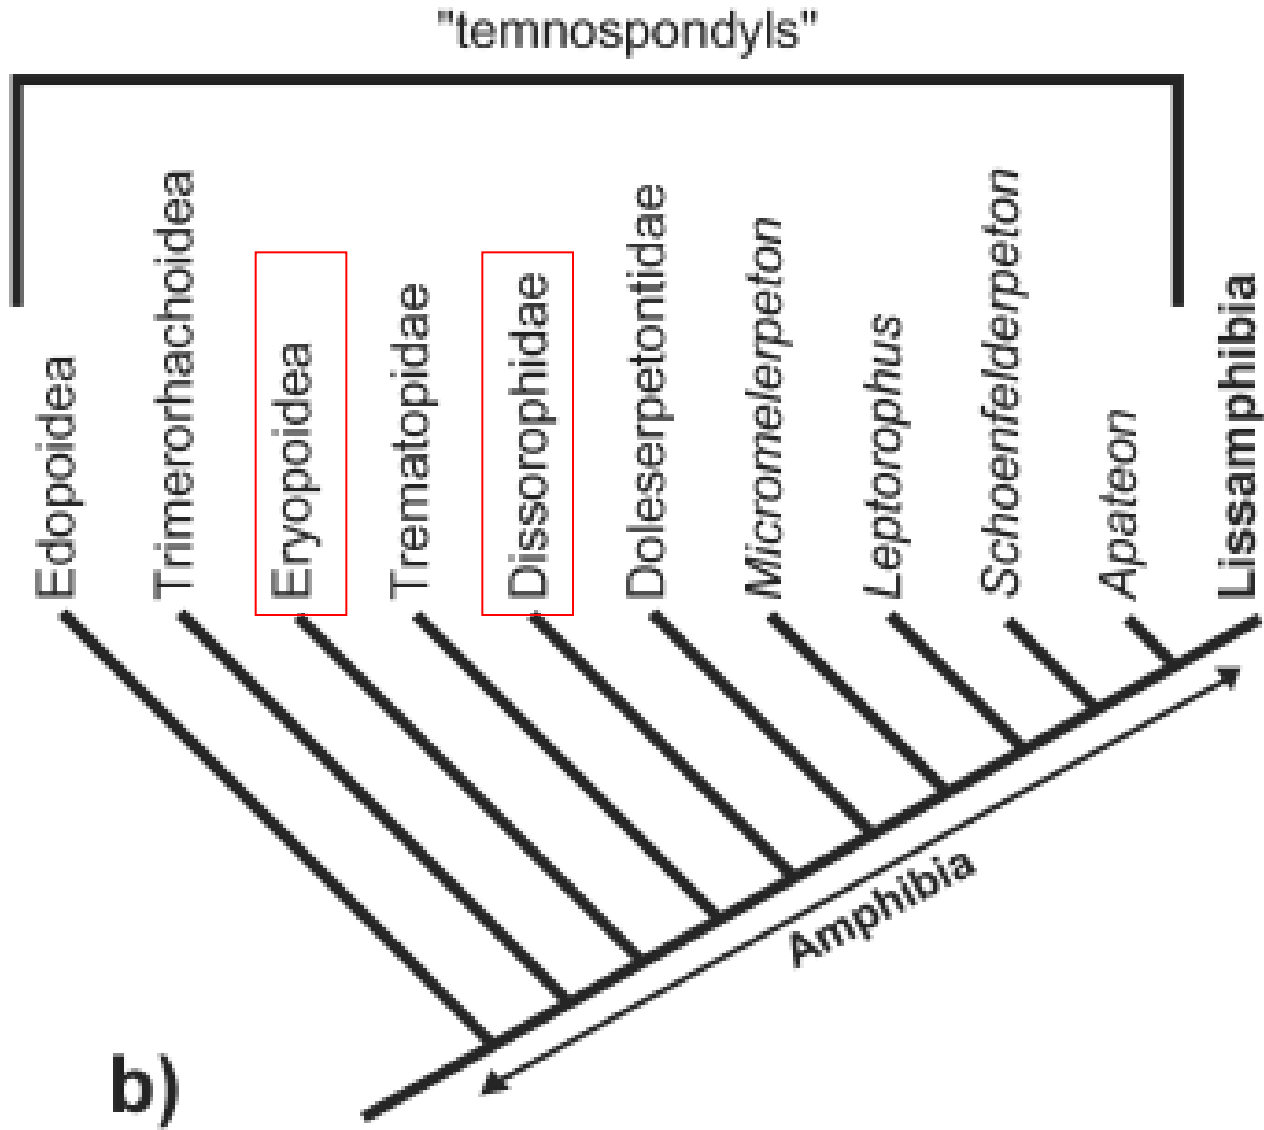 "temnospondyls"
Edopoidea
Trimerorhachoidea
Eryopoidea
Trematopidae
Dissorophidae
Doleserpetontidae
Micromelerpeton
Leptorophus
Schoenfelderpeton
Apateon
Lissamphibia
Amphibia
b)